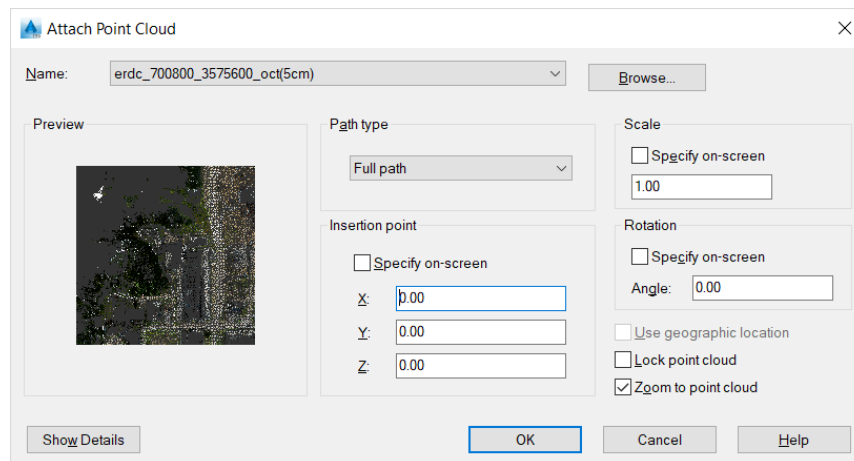 Attach Point Cloud
Name:
erdc_700800_3575600_oct(5cm)
Browse...
Preview
Path type
Full path
Insertion point
Specify on-screen
X:
0.00
Y:
0.00
Z:
0.00
Scale
Specify on-screen
1.00
Rotation
Specify on-screen
Angle:
0.00
Use geographic location
Lock point cloud
Zoom to point cloud
Show Details
OK
Cancel
Help